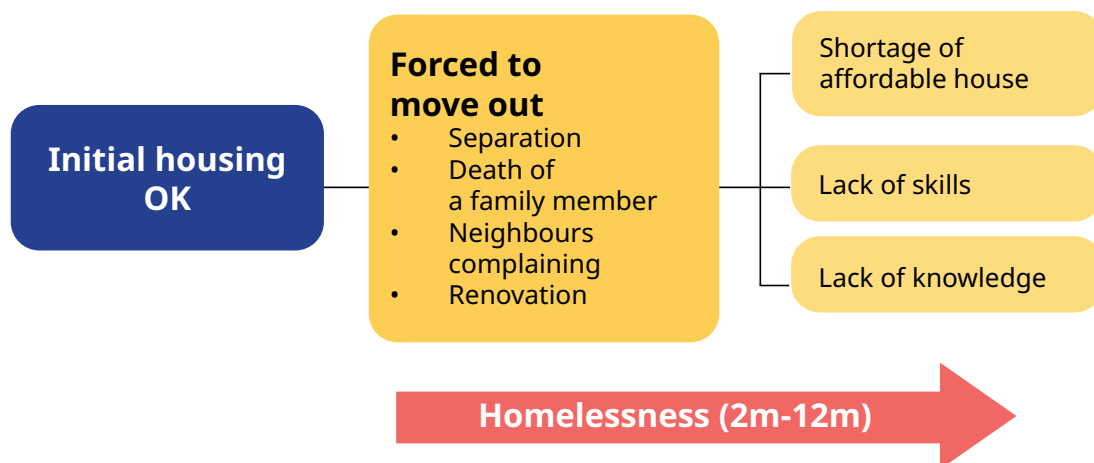 Initial housing
OK
Forced to
move out
• Separation
• Death of
a family member
• Neighbours
complaining
• Renovation
Shortage of
affordable house
Lack of skills
Lack of knowledge
Homelessness (2m-12m)